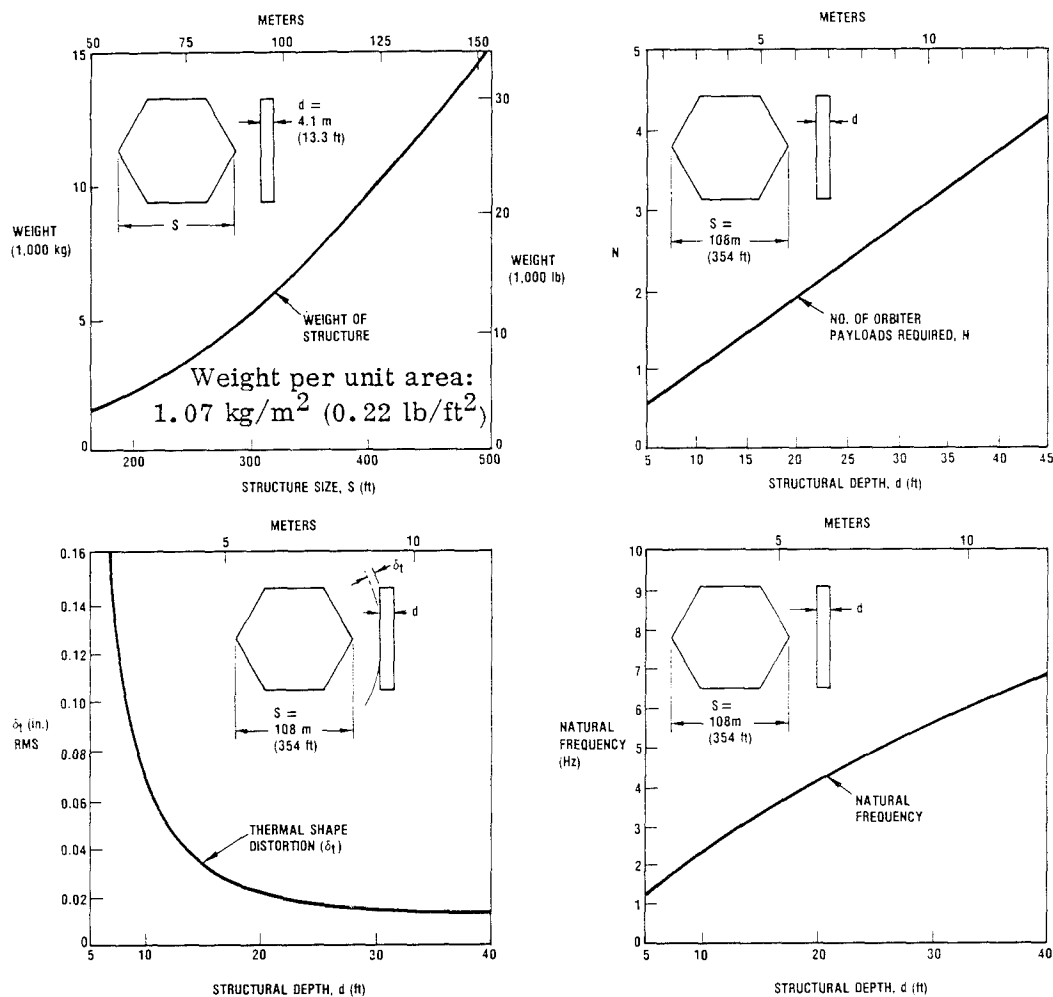 METERS
50 75 100 125 150
15
10
5
0
WEIGHT
(1,000 kg)
d =
4.1 m
(13.3 ft)
S
30
20
10
0
WEIGHT
(1,000 lb)
WEIGHT OF
STRUCTURE
Weight per unit area:
1.07 kg/m² (0.22 lb/ft²)
200 300 400 500
STRUCTURE SIZE, S (ft)
METERS
5 10
5
4
3
2
1
0
N
d
S =
108m
(354 ft)
NO. OF ORBITER
PAYLOADS REQUIRED, N
5 10 15 20 25 30 35 40 45
STRUCTURAL DEPTH, d (ft)
METERS
5 10
0.16
0.14
0.12
0.10
0.08
0.06
0.04
0.02
0
δt (in.)
RMS
δt
d
S =
108 m
(354 ft)
THERMAL SHAPE
DISTORTION (δt)
5 10 20 30 40
STRUCTURAL DEPTH, d (ft)
METERS
5 10
10
9
8
7
6
5
4
3
2
1
0
NATURAL
FREQUENCY
(Hz)
d
S =
108m
(354 ft)
NATURAL
FREQUENCY
5 10 20 30 40
STRUCTURAL DEPTH, d (ft)